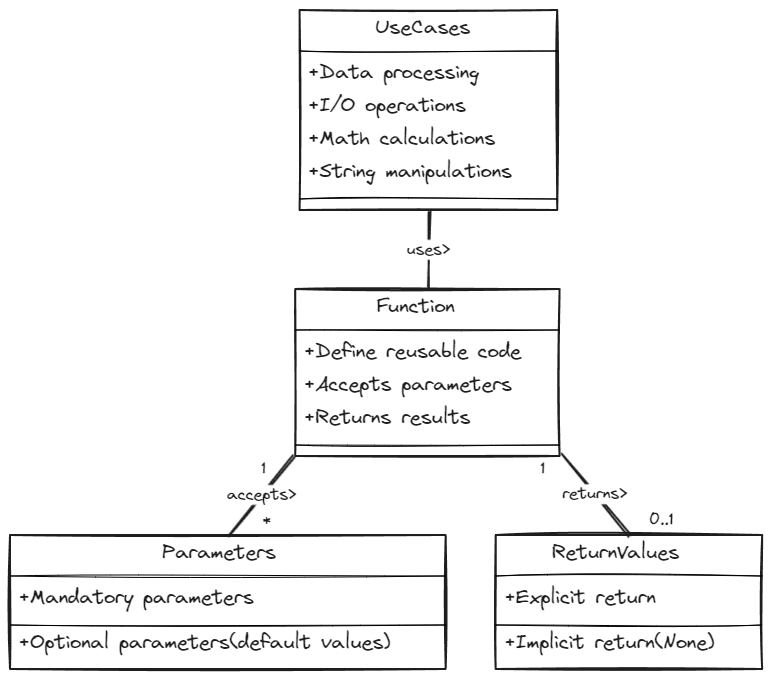 UseCases
+Data processing
+I/O operations
+Math calculations
+String manipulations
uses>
Function
+Define reusable code
+Accepts parameters
+Returns results
1
1
accepts>
returns>
*
0..1
Parameters
+Mandatory parameters
+Optional parameters(default values)
ReturnValues
+Explicit return
+Implicit return(None)